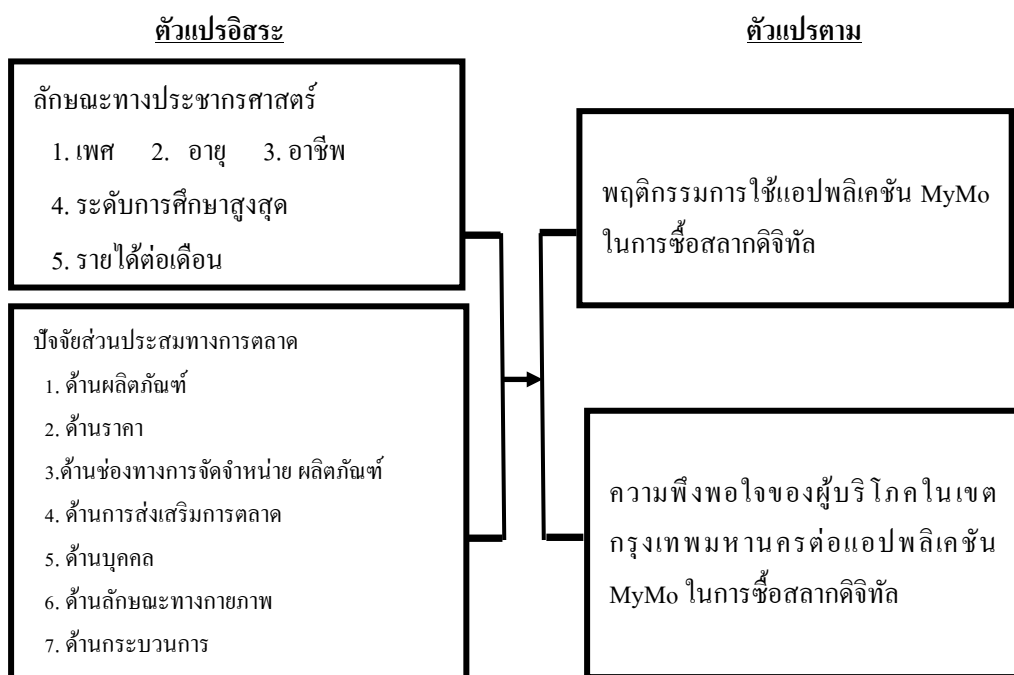 ตัวแปรอิสระ
ลักษณะทางประชากรศาสตร์
1. เพศ 2. อายุ 3. อาชีพ
4. ระดับการศึกษาสูงสุด
5. รายได้ต่อเดือน
ปัจจัยส่วนประสมทางการตลาด
1. ด้านผลิตภัณฑ์
2. ด้านราคา
3.ด้านช่องทางการจัดจำหน่าย ผลิตภัณฑ์
4. ด้านการส่งเสริมการตลาด
5. ด้านบุคคล
6. ด้านลักษณะทางกายภาพ
7. ด้านกระบวนการ
ตัวแปรตาม
พฤติกรรมการใช้แอปพลิเคชัน MyMo
ในการซื้อสลากดิจิทัล
ความพึงพอใจของผู้บริโภคในเขต
กรุงเทพมหานครต่อแอปพลิเคชัน
MyMo ในการซื้อสลากดิจิทัล